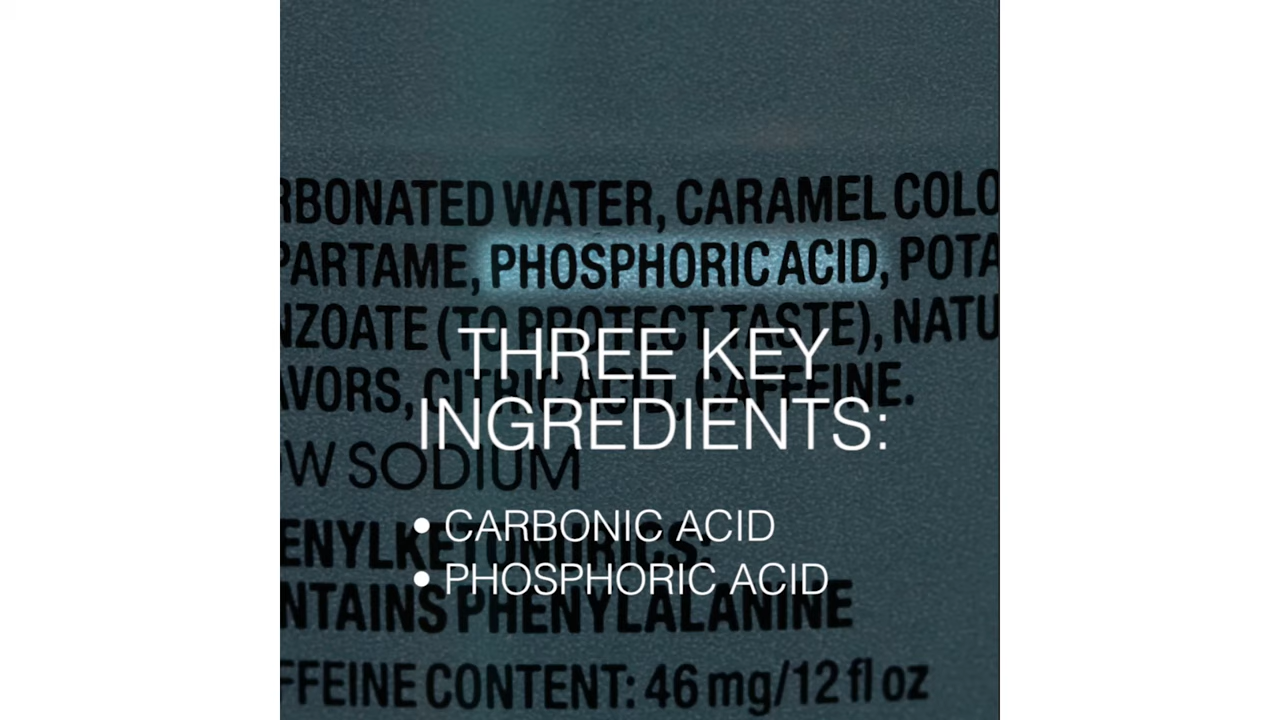 RBONATED WATER, CARAMEL COLO
PARTAME, PHOSPHORIC ACID, POTA
NZOATE (TO PROTECT TASTE), NATU
AVORS, CITRIC ACID, CAFFEINE.
OW SODIUM
ENYLKETONURICS:
NTAINS PHENYLALANINE
FFEINE CONTENT: 46 mg/12 fl oz
THREE KEY
INGREDIENTS:
• CARBONIC ACID
• PHOSPHORIC ACID